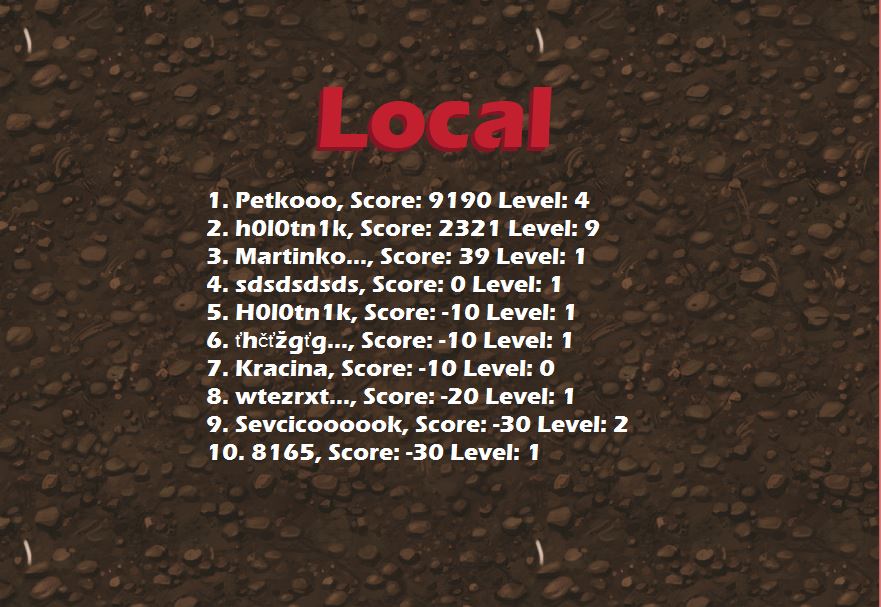 Local
1. Petkooo, Score: 9190 Level: 4
2. h0l0tn1k, Score: 2321 Level: 9
3. Martinko..., Score: 39 Level: 1
4. sdsdsdsds, Score: 0 Level: 1
5. H0l0tn1k, Score: -10 Level: 1
6. ťhčťžgťg..., Score: -10 Level: 1
7. Kracina, Score: -10 Level: 0
8. wtezrxt..., Score: -20 Level: 1
9. Sevcicoooook, Score: -30 Level: 2
10. 8165, Score: -30 Level: 1